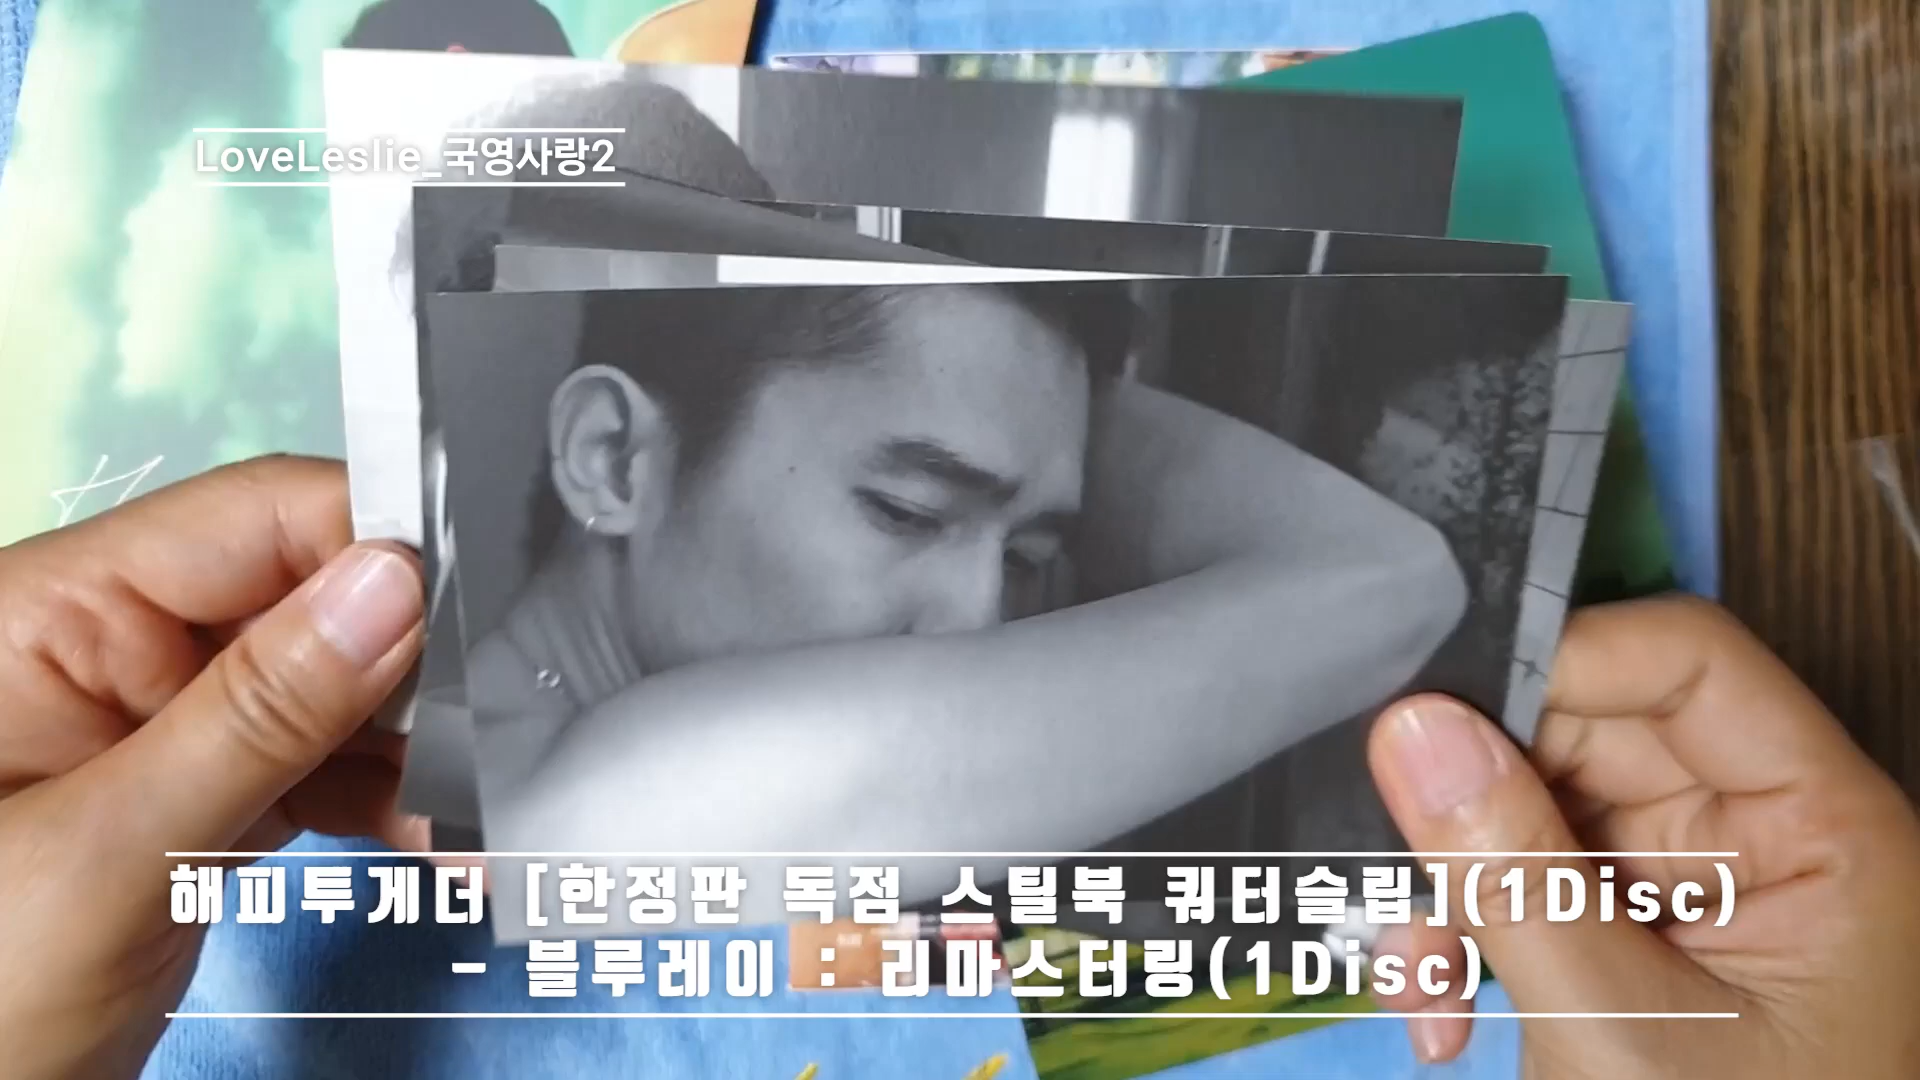 LoveLeslie_국영사랑2
해피투게더 [한정판 독점 스틸북 쿼터슬립](1Disc)
- 블루레이 : 리마스터링(1Disc)